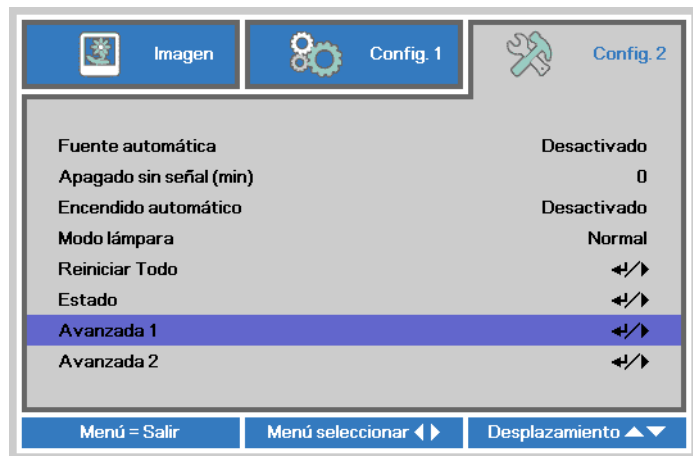 Imagen Config. 1 Config. 2
Fuente automática Desactivado
Apagado sin señal (min) 0
Encendido automático Desactivado
Modo lámpara Normal
Reiniciar Todo
Estado
Avanzada 1
Avanzada 2
Menú = Salir Menú seleccionar Desplazamiento